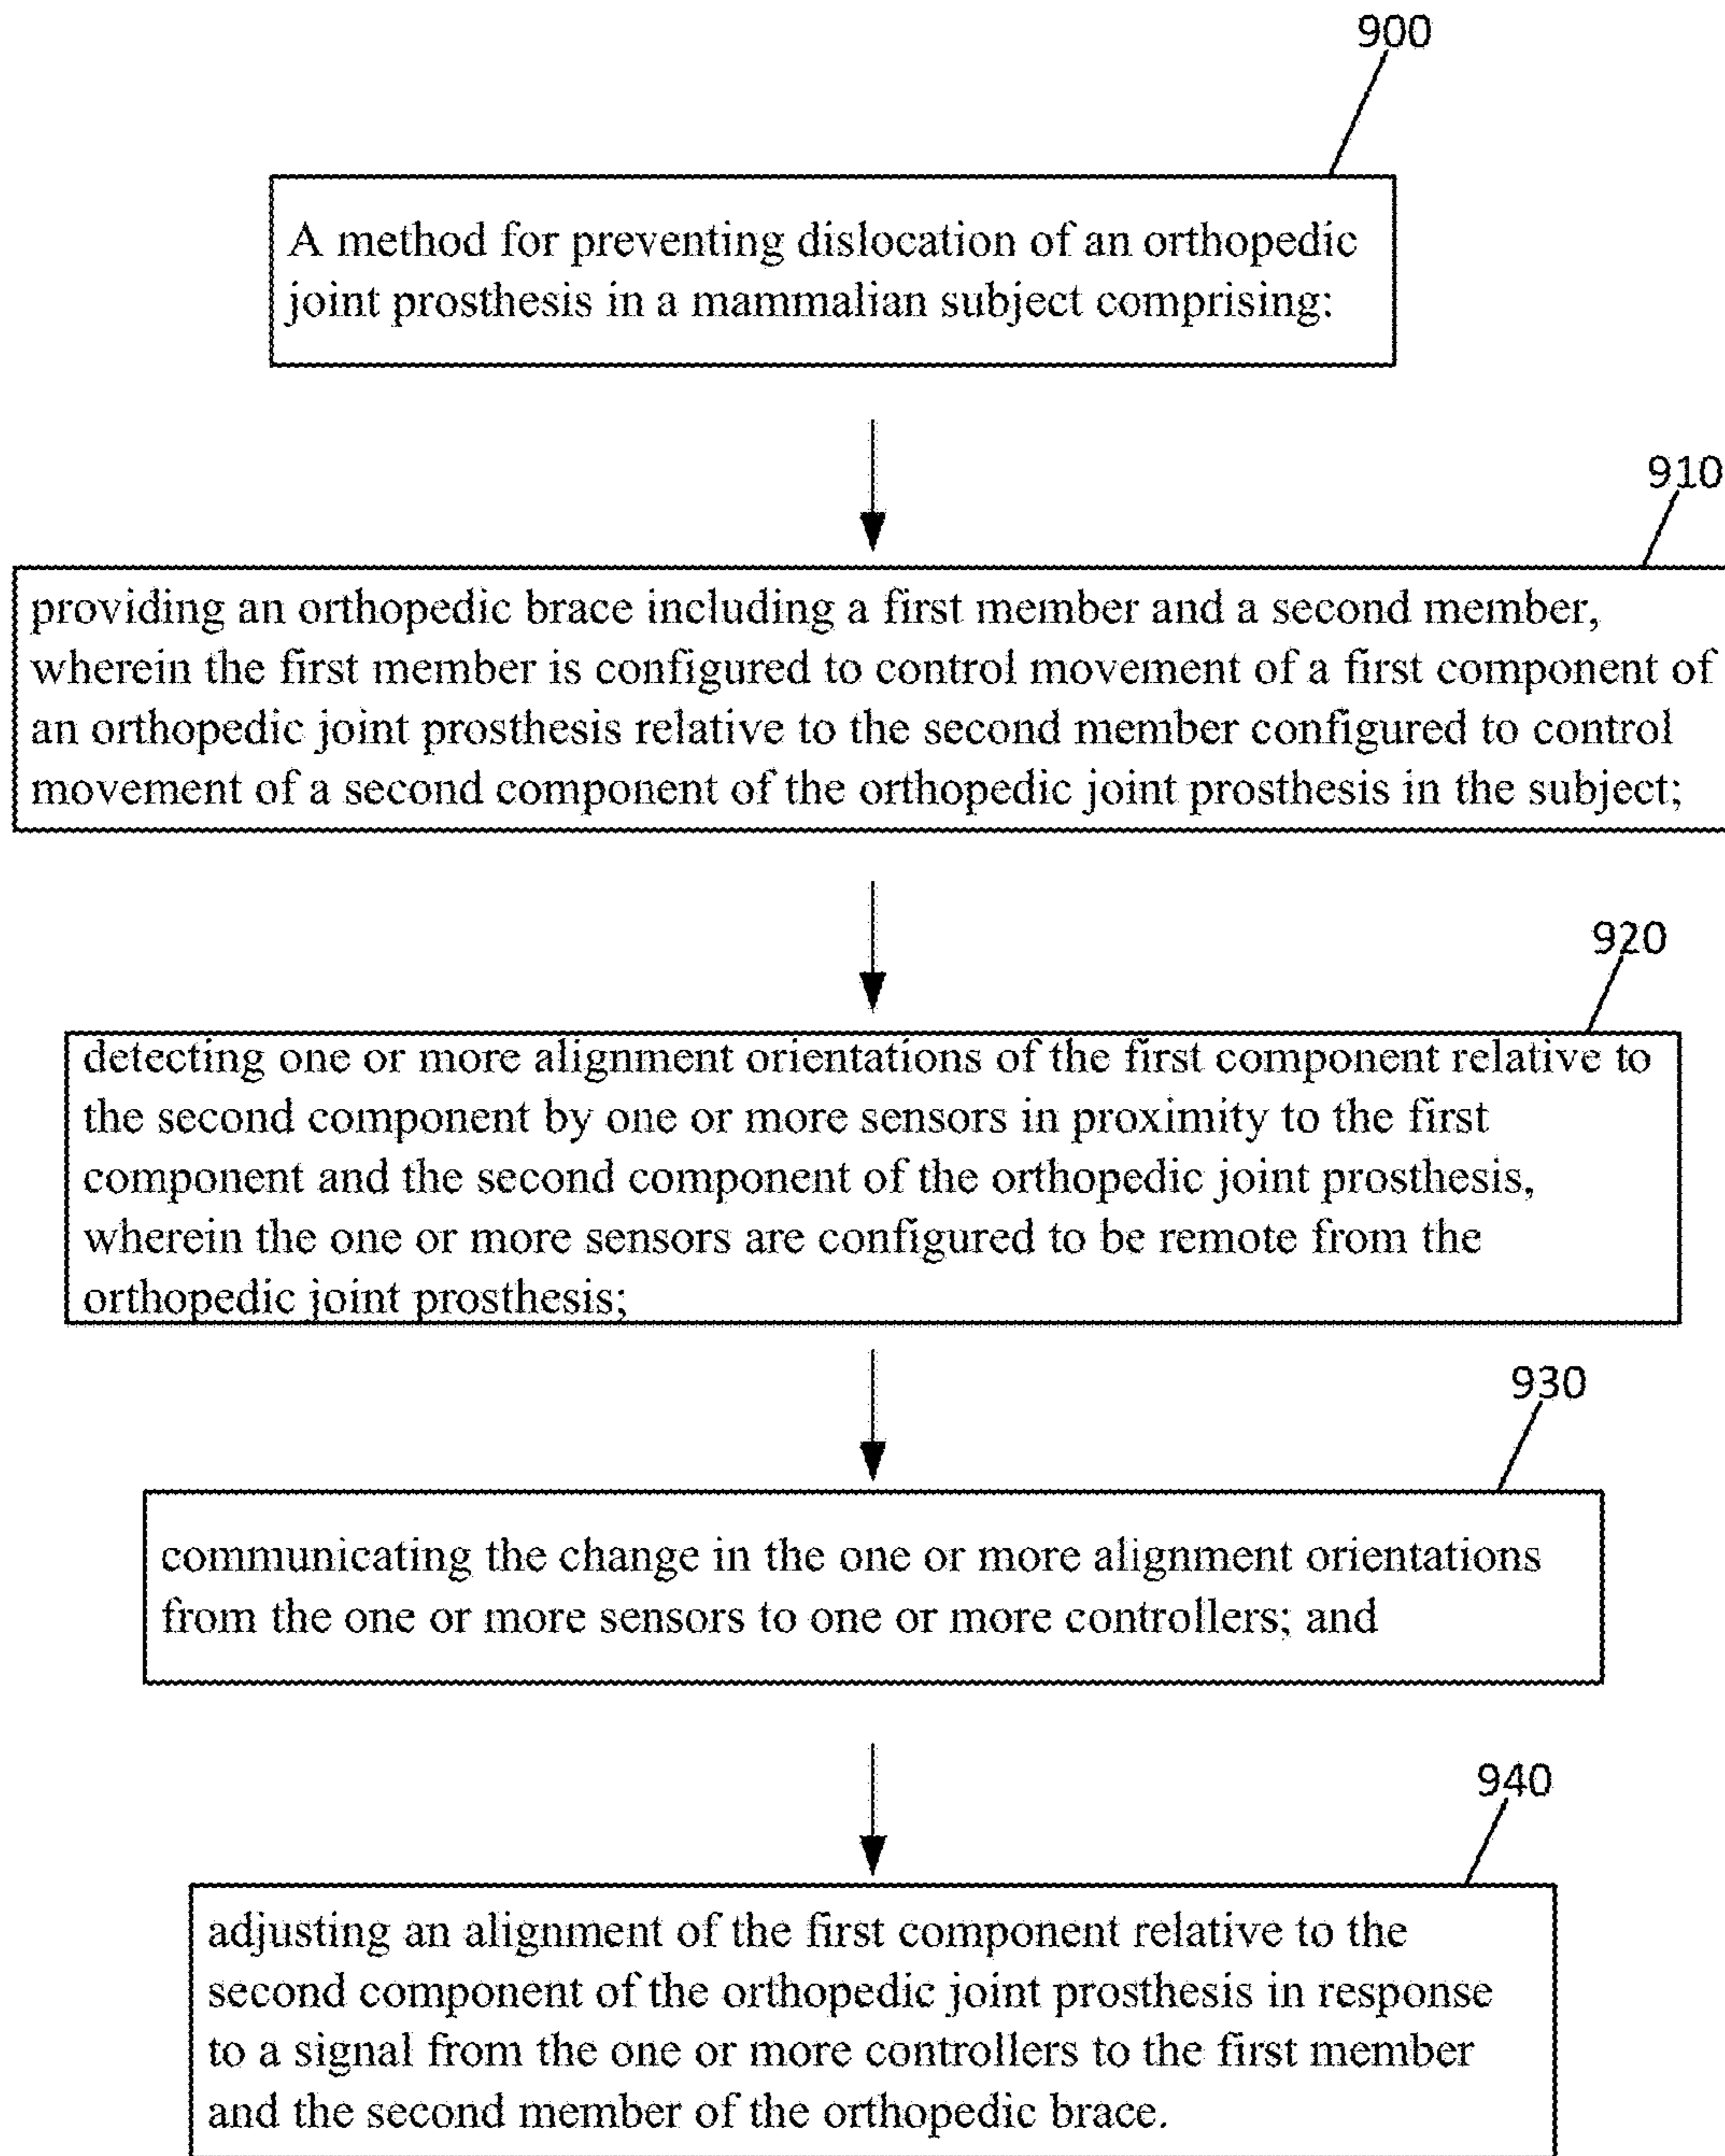 900
A method for preventing dislocation of an orthopedic
joint prosthesis in a mammalian subject comprising:
910
providing an orthopedic brace including a first member and a second member,
wherein the first member is configured to control movement of a first component of
an orthopedic joint prosthesis relative to the second member configured to control
movement of a second component of the orthopedic joint prosthesis in the subject;
920
detecting one or more alignment orientations of the first component relative to
the second component by one or more sensors in proximity to the first
component and the second component of the orthopedic joint prosthesis,
wherein the one or more sensors are configured to be remote from the
orthopedic joint prosthesis;
930
communicating the change in the one or more alignment orientations
from the one or more sensors to one or more controllers; and
940
adjusting an alignment of the first component relative to the
second component of the orthopedic joint prosthesis in response
to a signal from the one or more controllers to the first member
and the second member of the orthopedic brace.